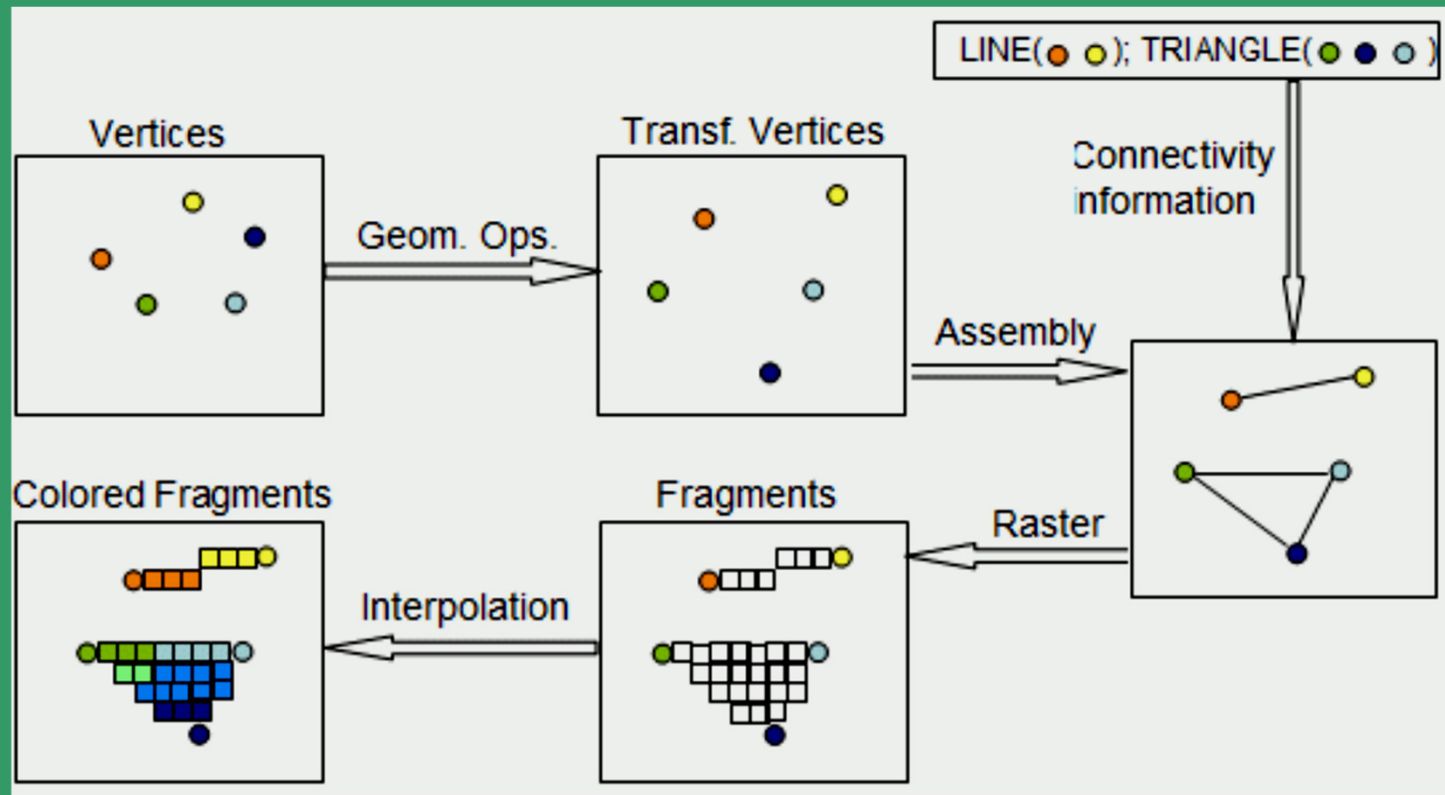 LINE( ); TRIANGLE( )
Vertices
Transf. Vertices
Connectivity
information
Geom. Ops.
Assembly
Colored Fragments
Fragments
Raster
Interpolation